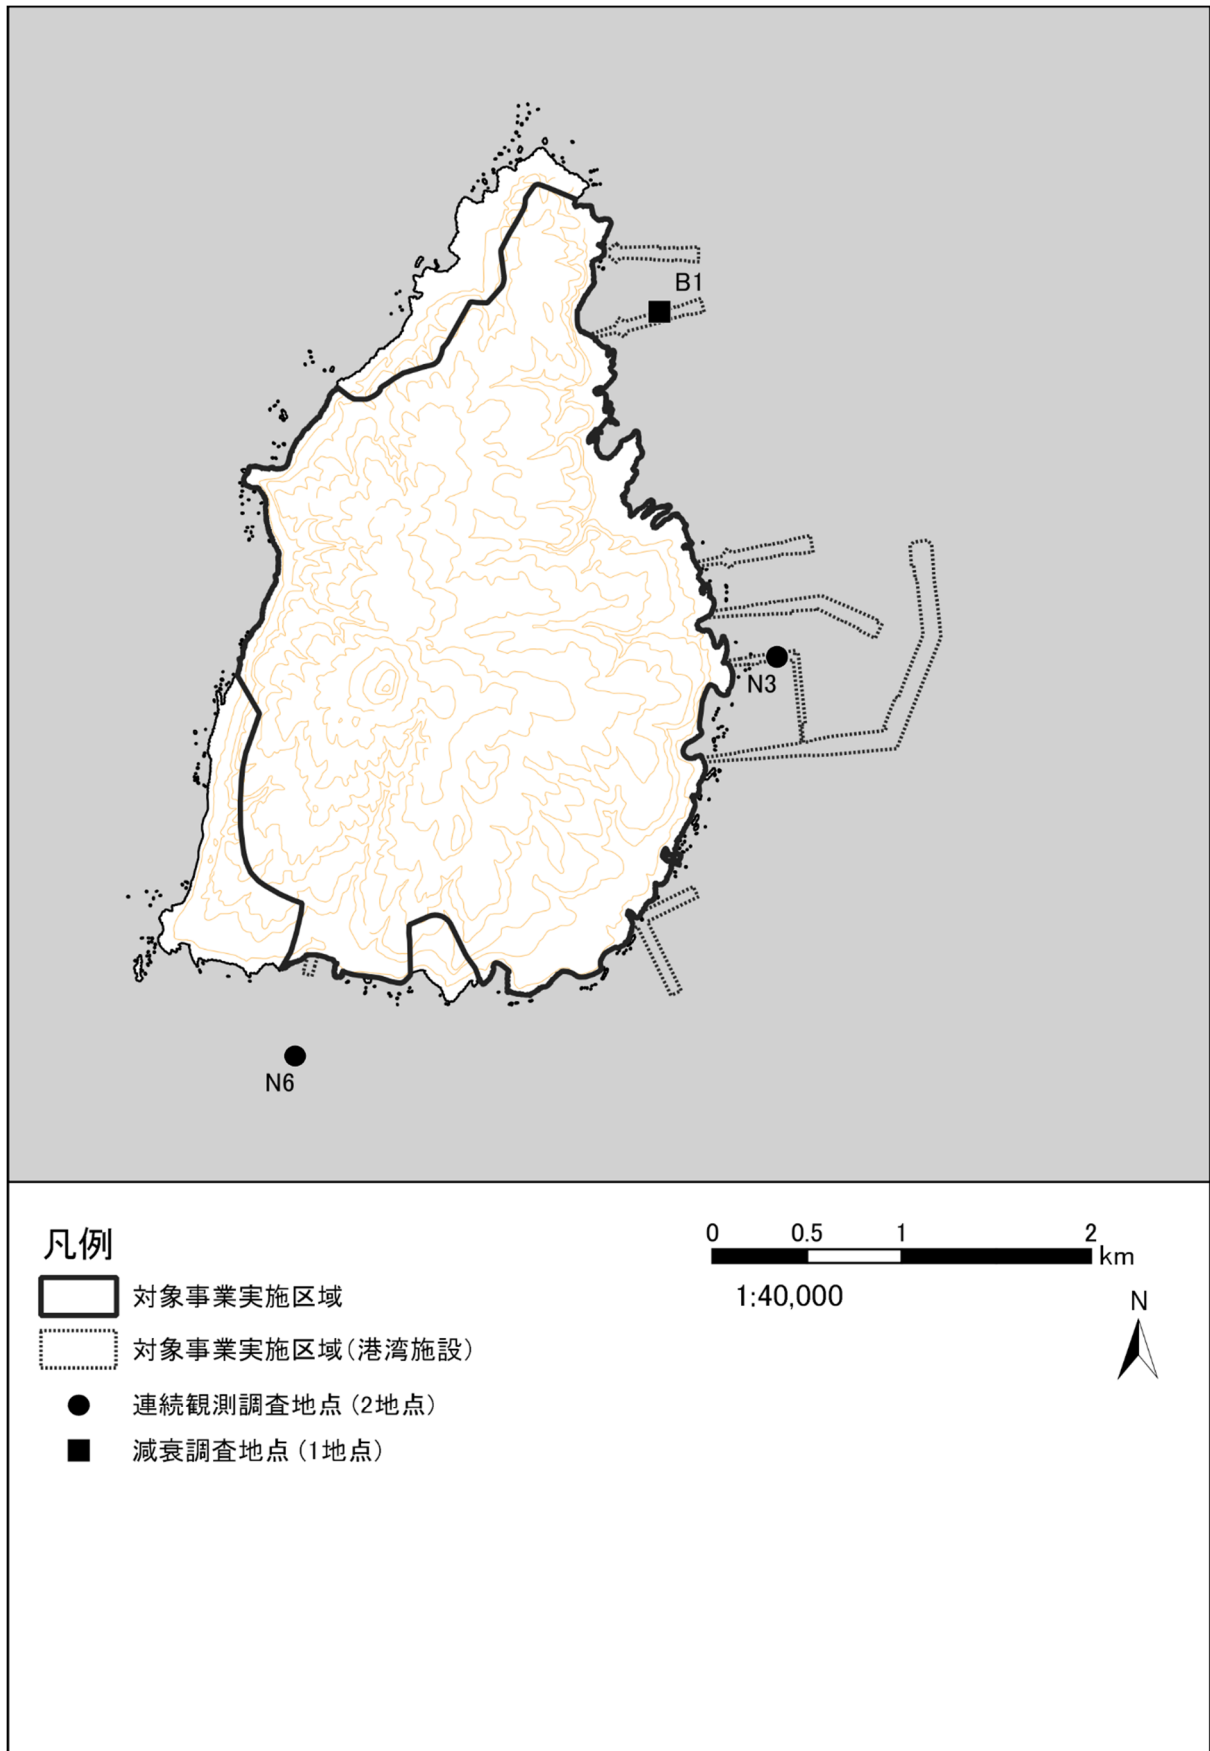 B1
N3
N6
凡例
対象事業実施区域
対象事業実施区域(港湾施設)
連続観測調査地点(2地点)
減衰調査地点(1地点)
0 0.5 1 2
km
1:40,000
N